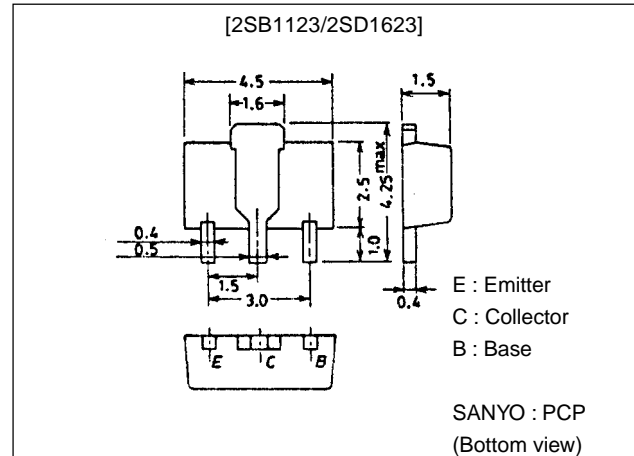 [2SB1123/2SD1623]
4.5
1.6
1.5
2.5
4.25max
1.0
0.4
0.5
1.5
3.0
0.4
E C B
E : Emitter
C : Collector
B : Base
SANYO : PCP
(Bottom view)